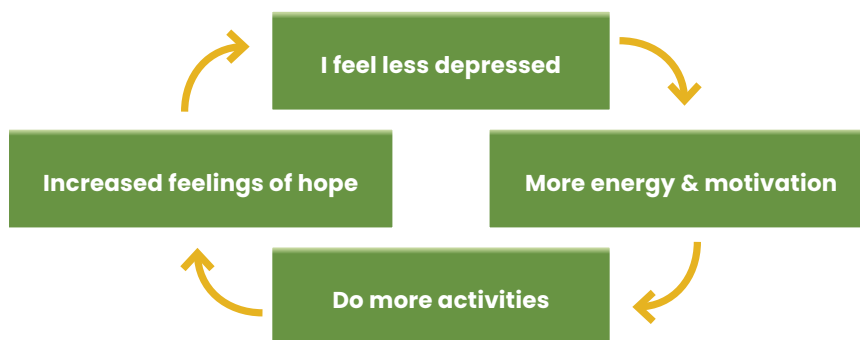 I feel less depressed
Increased feelings of hope
More energy & motivation
Do more activities